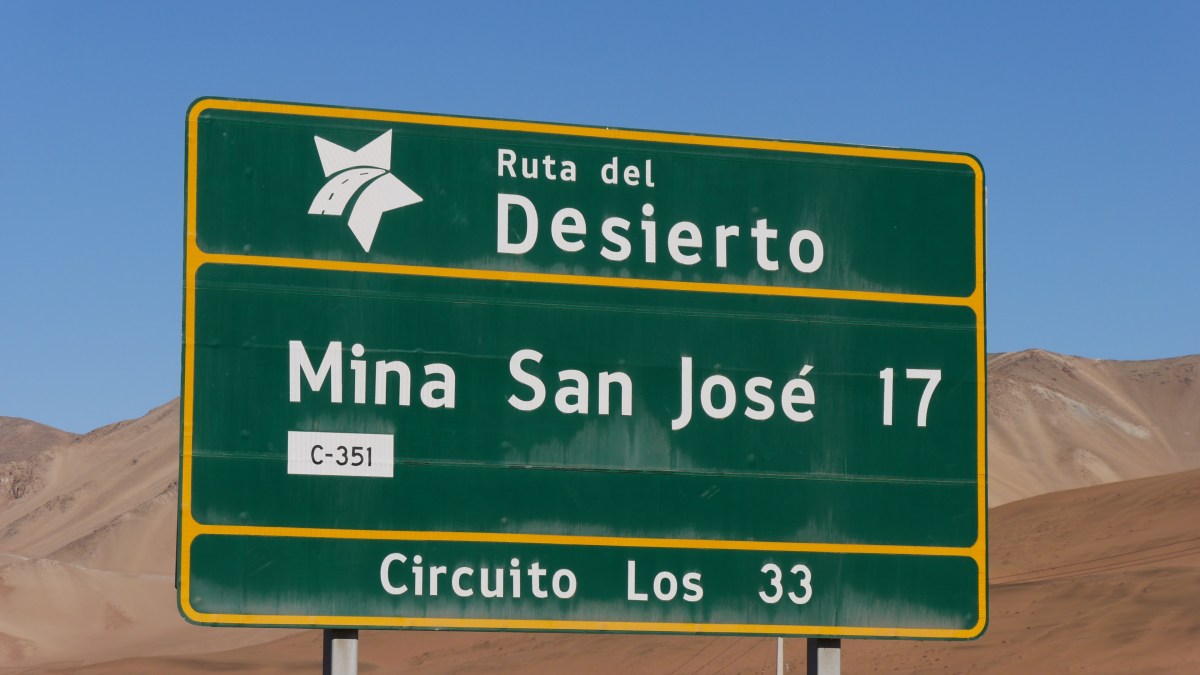 Ruta del
Desierto
Mina San José 17
C-351
Circuito Los 33